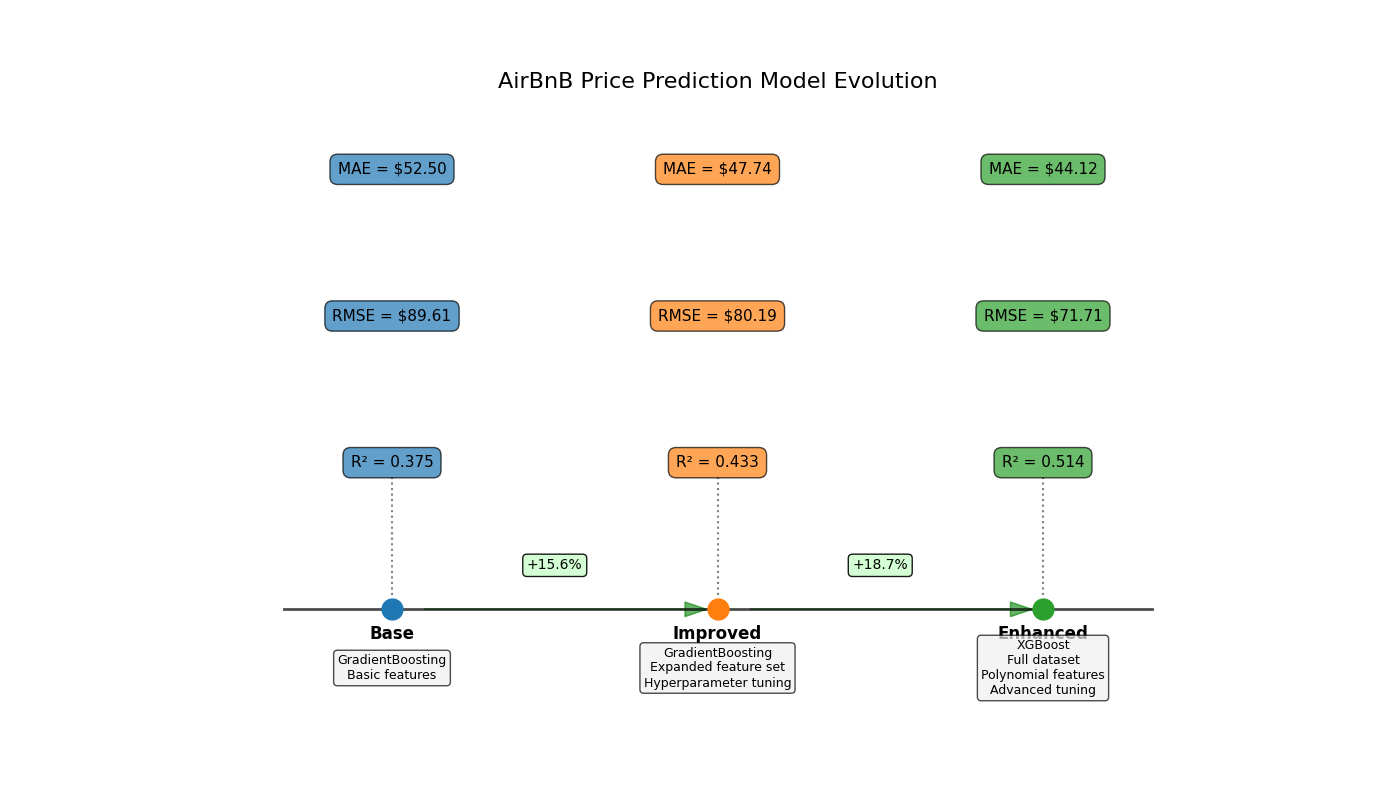 AirBnB Price Prediction Model Evolution
MAE = $52.50
MAE = $47.74
MAE = $44.12
RMSE = $89.61
RMSE = $80.19
RMSE = $71.71
R² = 0.375
R² = 0.433
R² = 0.514
+15.6%
+18.7%
Base
Improved
Enhanced
GradientBoosting
Basic features
GradientBoosting
Expanded feature set
Hyperparameter tuning
XGBoost
Full dataset
Polynomial features
Advanced tuning